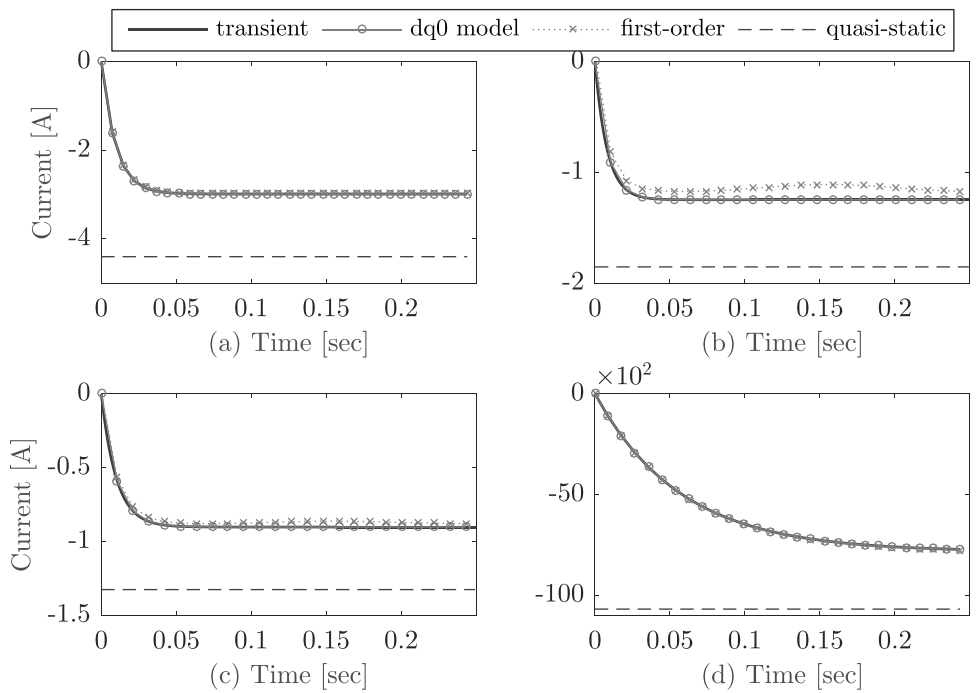 transient dq0 model first-order quasi-static
0
-2
-4
Current [A]
0 0.05 0.1 0.15 0.2
(a) Time [sec]
0
-1
-2
0 0.05 0.1 0.15 0.2
(b) Time [sec]
0
-0.5
-1
-1.5
Current [A]
0 0.05 0.1 0.15 0.2
(c) Time [sec]
×10²
0
-50
-100
0 0.05 0.1 0.15 0.2
(d) Time [sec]